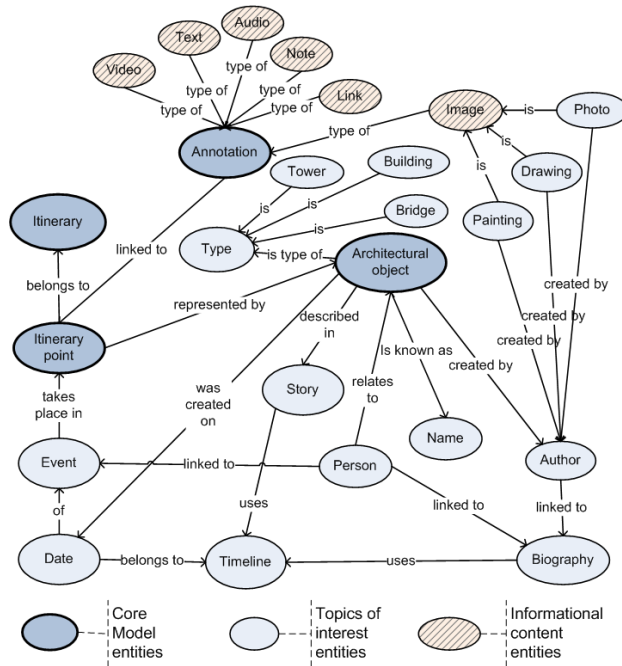 Audio
Text
Note
Video
Link
type of
type of
type of
type of
type of
Image
is
Photo
type of
Annotation
is
is
Drawing
Building
Tower
is
Painting
Itinerary
is
Bridge
is
linked to
Type
is type of
Architectural
object
belongs to
represented by
created by
created by
created by
Itinerary
point
described
in
Is known as
was
created
on
relates
to
created by
takes
place in
Story
Name
Event
linked to
Person
Author
of
uses
linked to
linked to
Date
belongs to
Timeline
uses
Biography
Core
Model
entities
Topics of
interest
entities
Informational
content
entities